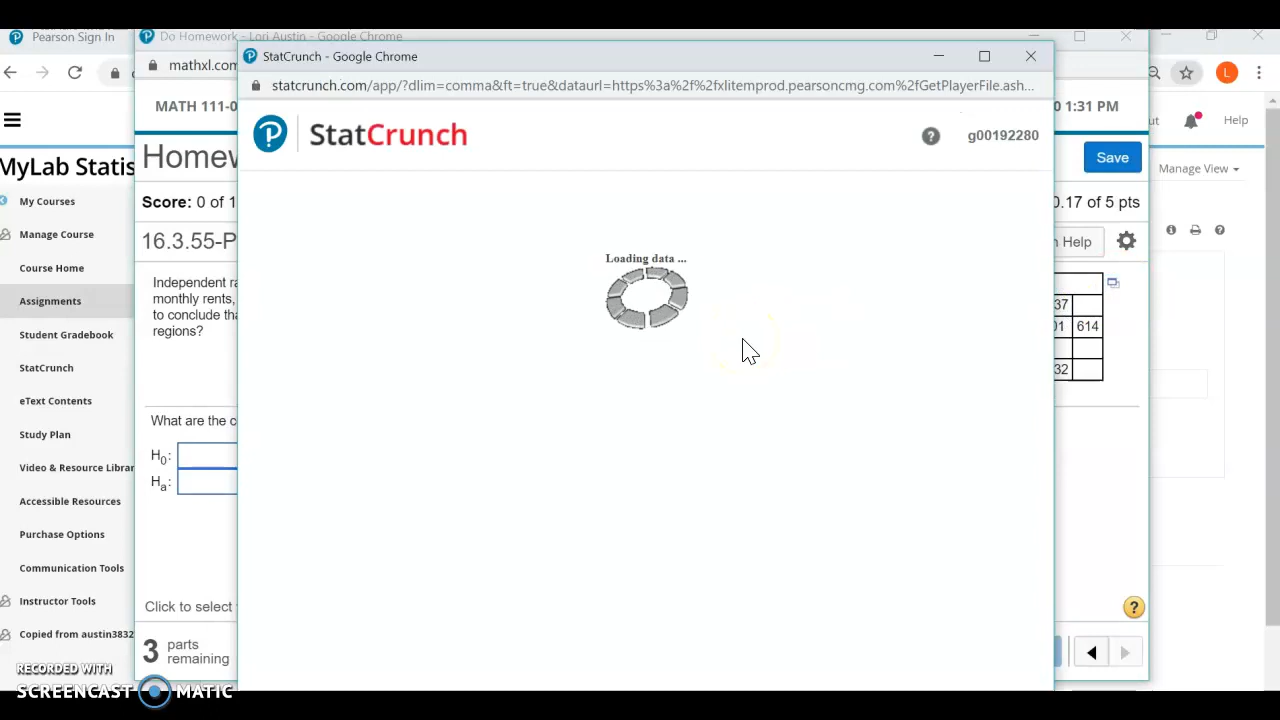 Pearson Sign In
Do Homework - Lori Austin - Google Chrome
StatCrunch - Google Chrome
mathxl.com
statcrunch.com/app/?dlim=comma&ft=true&dataurl=https%3a%2f%2fxlitemprod.pearsoncmg.com%2fGetPlayerFile.ash...
L
MATH 111-0
0 1:31 PM
Help
StatCrunch
g00192280
MyLab Statis
Homew
Save
Manage View
My Courses
Score: 0 of 1
0.17 of 5 pts
Manage Course
16.3.55-P
Help
Course Home
Loading data ...
Independent ra
monthly rents,
37
Assignments
to conclude tha
01 614
regions?
Student Gradebook
StatCrunch
32
eText Contents
What are the c
Study Plan
H0:
Video & Resource Librar
Ha:
Accessible Resources
Purchase Options
Communication Tools
Instructor Tools
Click to select
?
Copied from austin3832
3 parts remaining
RECORDED WITH
SCREENCAST MATIC